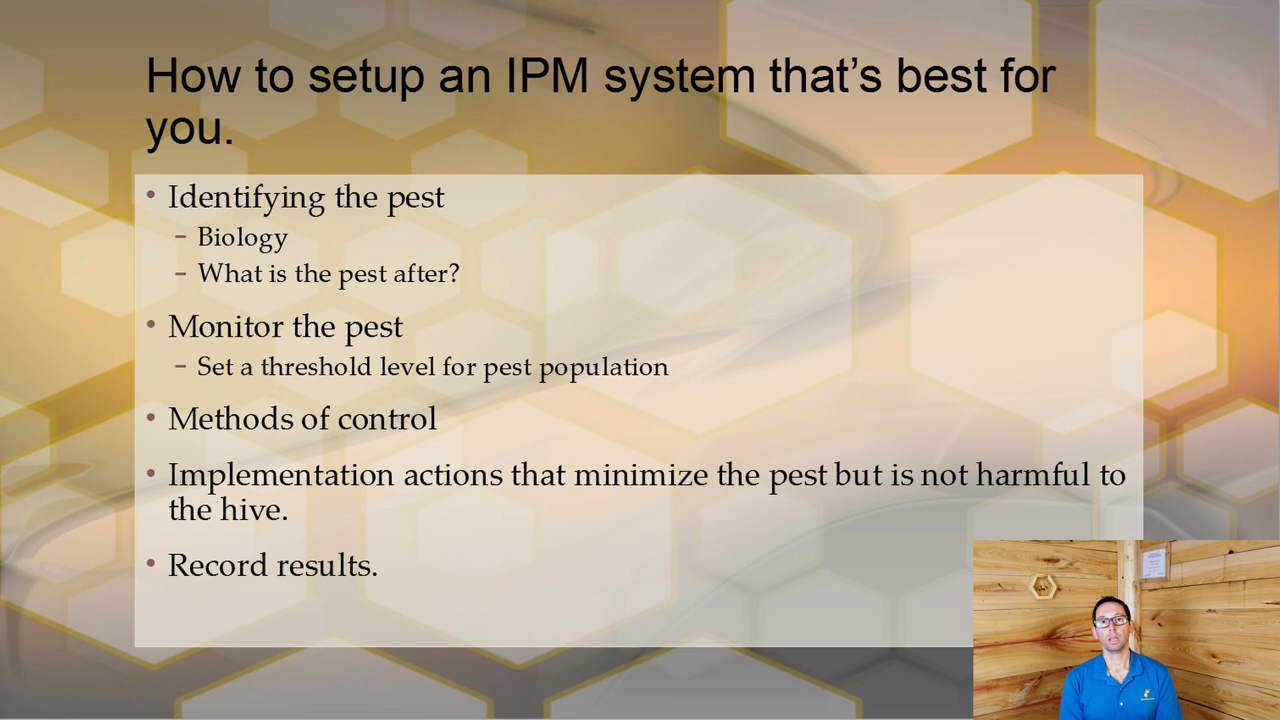 How to setup an IPM system that’s best for
you.
• Identifying the pest
– Biology
– What is the pest after?
• Monitor the pest
– Set a threshold level for pest population
• Methods of control
• Implementation actions that minimize the pest but is not harmful to
the hive.
• Record results.